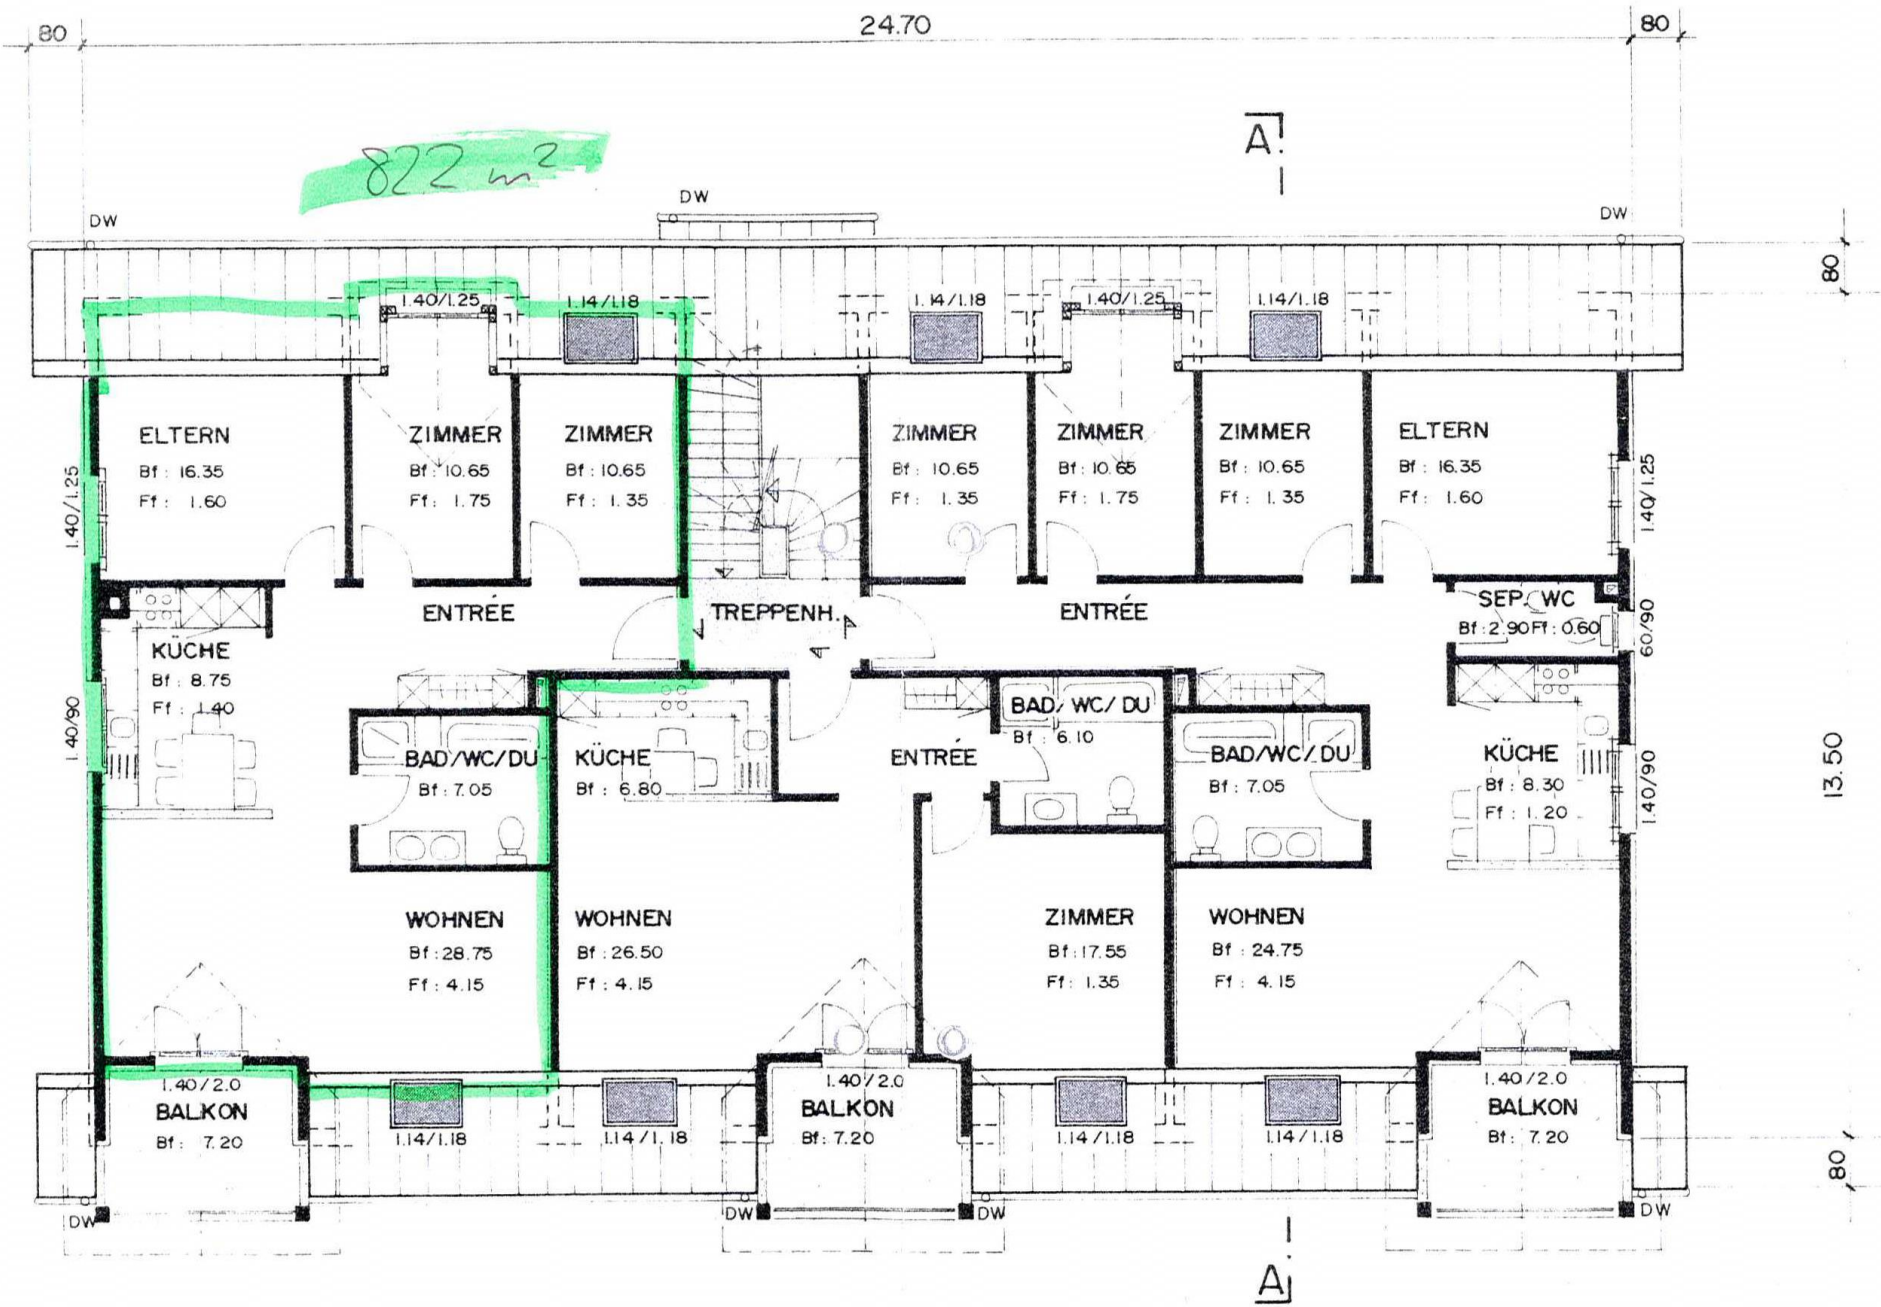 80 24.70 80
A
822 m²
DW DW DW
80
1.40/1.25 1.14/1.18 1.14/1.18 1.40/1.25 1.14/1.18
ELTERN ZIMMER ZIMMER ZIMMER ZIMMER ZIMMER ELTERN
Bf: 16.35 Bf: 10.65 Bf: 10.65 Bf: 10.65 Bf: 10.65 Bf: 10.65 Bf: 16.35
Ff: 1.60 Ff: 1.75 Ff: 1.35 Ff: 1.35 Ff: 1.75 Ff: 1.35 Ff: 1.60
1.40/1.25 1.40/1.25
ENTRÉE TREPPENH. ENTRÉE SEP. WC
Bf: 2.90 Ff: 0.60
60/90
KÜCHE
Bf: 8.75
Ff: 1.40
1.40/90
BAD/WC/DU
Bf: 7.05
KÜCHE
Bf: 6.80
ENTRÉE
BAD/WC/DU
Bf: 6.10
BAD/WC/DU
Bf: 7.05
KÜCHE
Bf: 8.30
Ff: 1.20
1.40/90
13.50
WOHNEN WOHNEN ZIMMER WOHNEN
Bf: 28.75 Bf: 26.50 Bf: 17.55 Bf: 24.75
Ff: 4.15 Ff: 4.15 Ff: 1.35 Ff: 4.15
1.40/2.0 1.40/2.0 1.40/2.0
BALKON BALKON BALKON
Bf: 7.20 Bf: 7.20 Bf: 7.20
1.14/1.18 1.14/1.18 1.14/1.18 1.14/1.18
80
DW DW DW DW
A